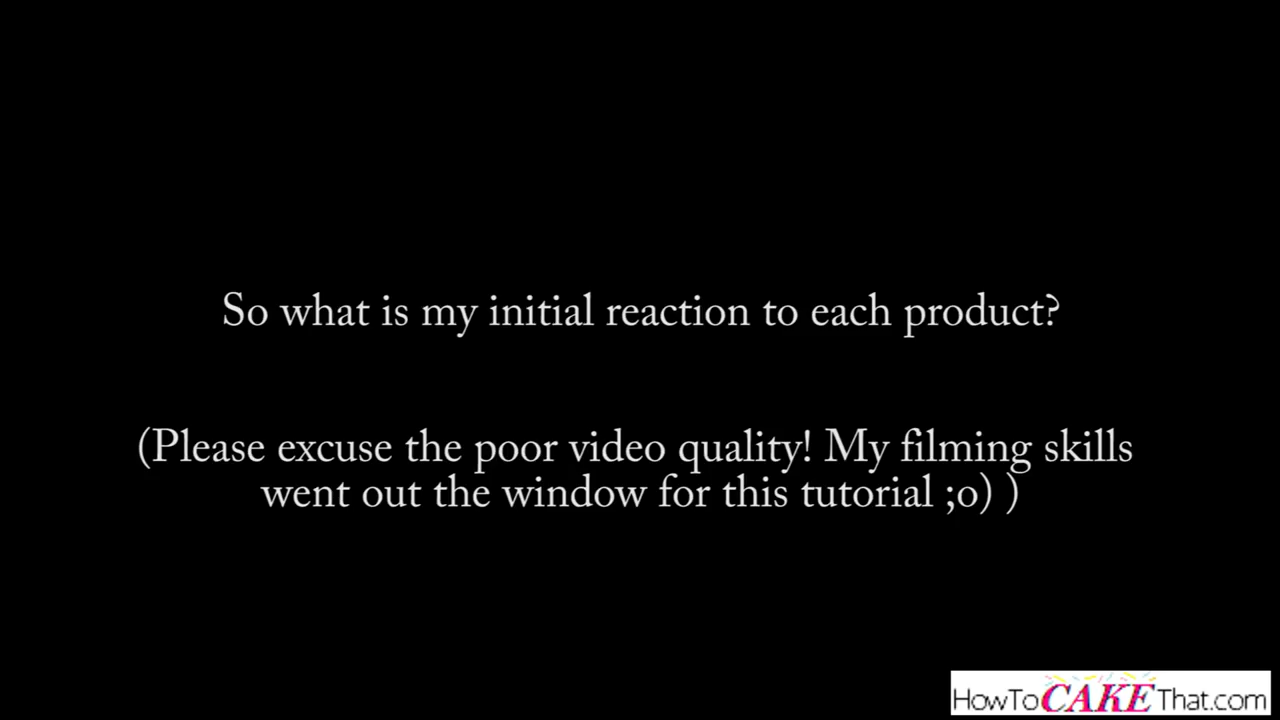 So what is my initial reaction to each product?
(Please excuse the poor video quality! My filming skills
went out the window for this tutorial ;o) )
HowToCAKEThat.com